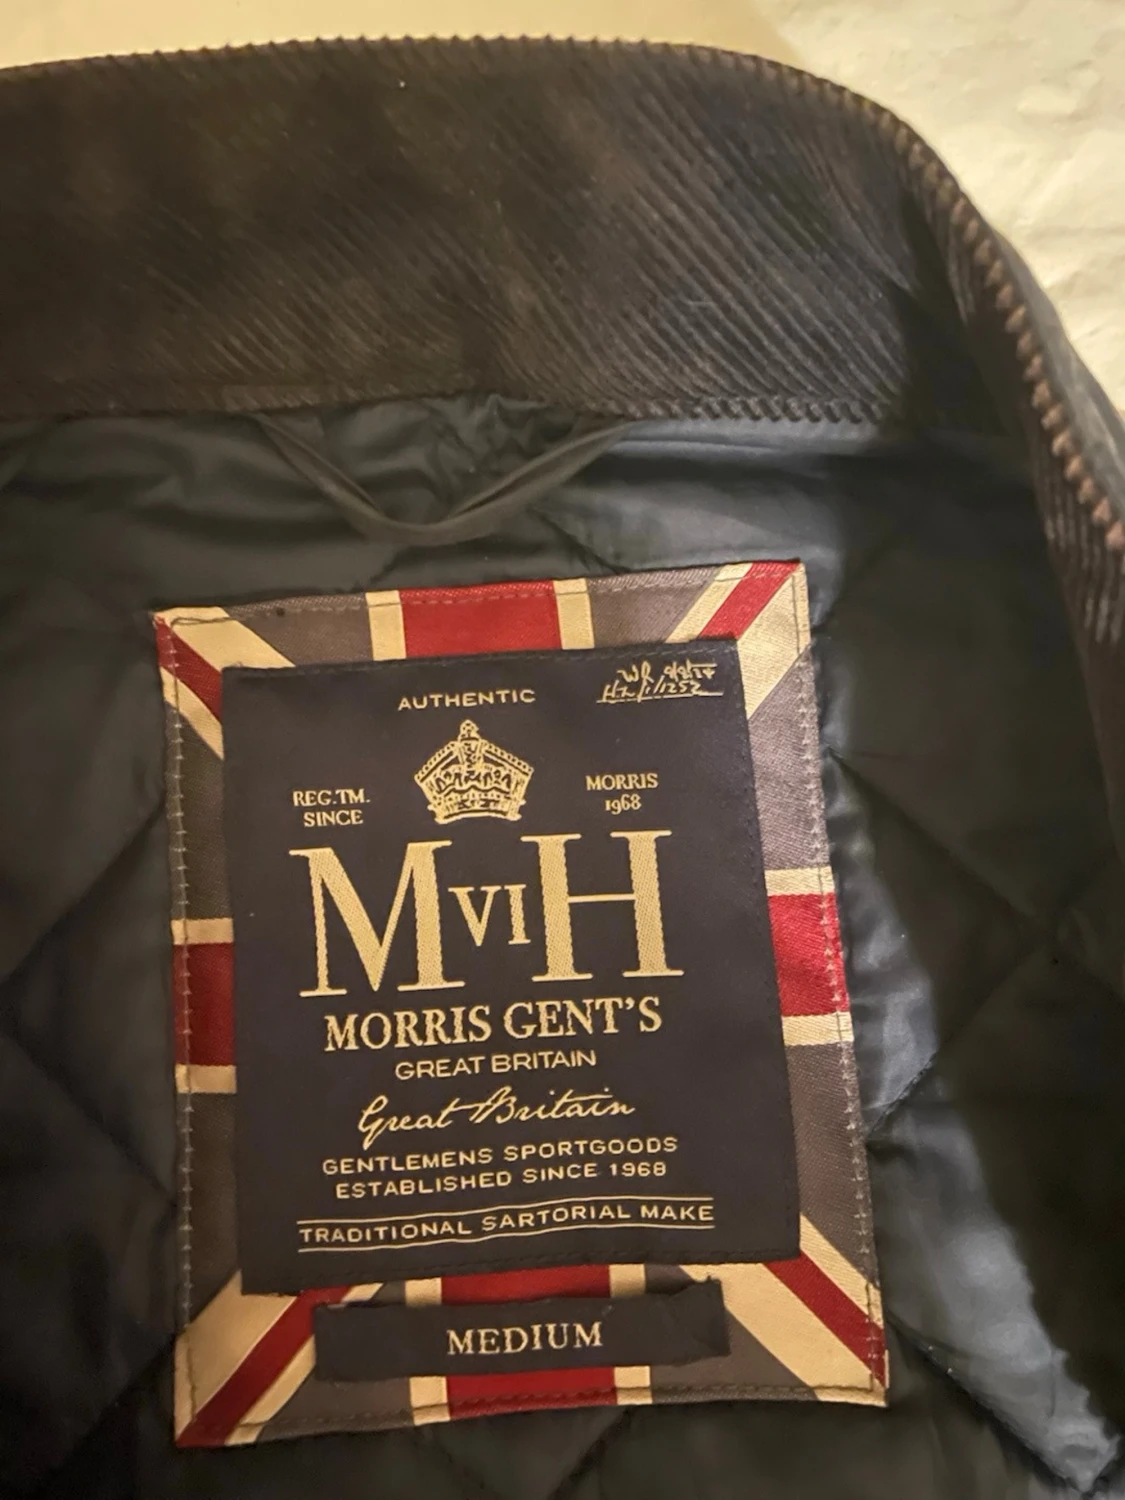 AUTHENTIC
REG.TM.
SINCE
MORRIS
1968
MVIH
MORRIS GENT'S
GREAT BRITAIN
Great Britain
GENTLEMENS SPORTGOODS
ESTABLISHED SINCE 1968
TRADITIONAL SARTORIAL MAKE
MEDIUM